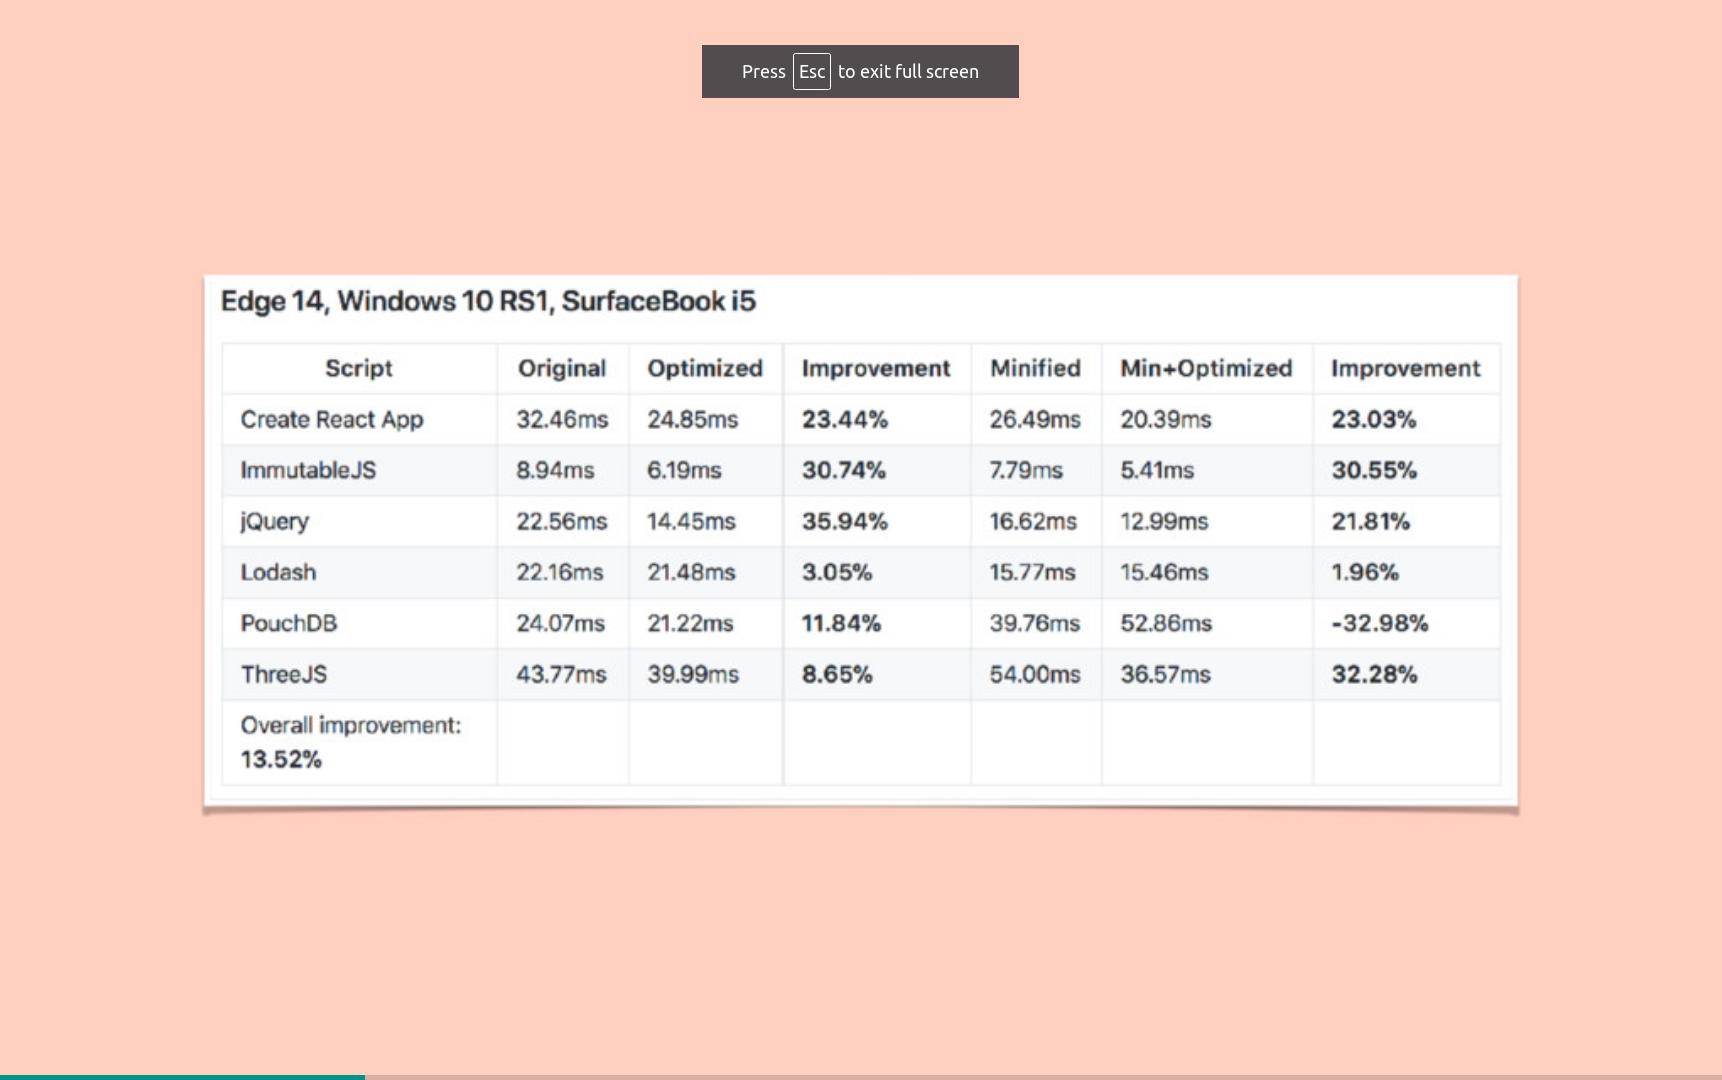 Press Esc to exit full screen
Edge 14, Windows 10 RS1, SurfaceBook i5
Script Original Optimized Improvement Minified Min+Optimized Improvement
Create React App 32.46ms 24.85ms 23.44% 26.49ms 20.39ms 23.03%
ImmutableJS 8.94ms 6.19ms 30.74% 7.79ms 5.41ms 30.55%
jQuery 22.56ms 14.45ms 35.94% 16.62ms 12.99ms 21.81%
Lodash 22.16ms 21.48ms 3.05% 15.77ms 15.46ms 1.96%
PouchDB 24.07ms 21.22ms 11.84% 39.76ms 52.86ms -32.98%
ThreeJS 43.77ms 39.99ms 8.65% 54.00ms 36.57ms 32.28%
Overall improvement:
13.52%